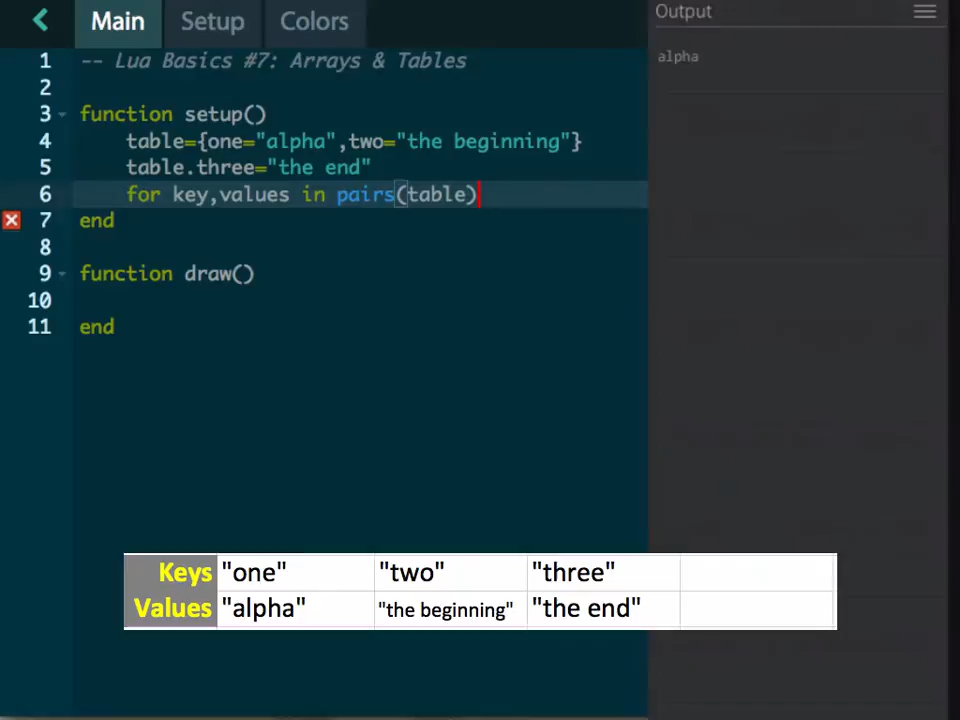 Main Setup Colors
Output
alpha
1 -- Lua Basics #7: Arrays & Tables
2
3 function setup()
4 table={one="alpha",two="the beginning"}
5 table.three="the end"
6 for key,values in pairs(table)
7 end
8
9 function draw()
10
11 end
Keys "one" "two" "three"
Values "alpha" "the beginning" "the end"